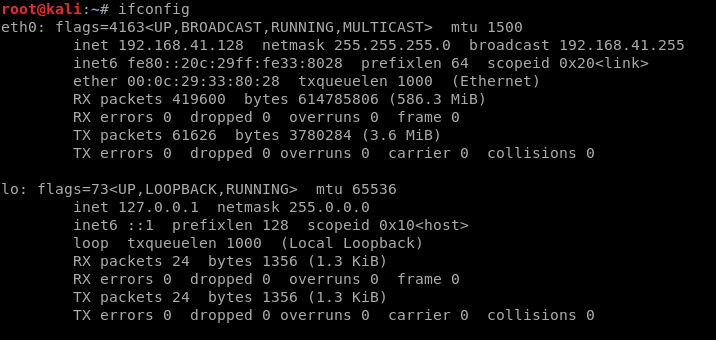 root@kali:~# ifconfig
eth0: flags=4163<UP,BROADCAST,RUNNING,MULTICAST>  mtu 1500
        inet 192.168.41.128  netmask 255.255.255.0  broadcast 192.168.41.255
        inet6 fe80::20c:29ff:fe33:8028  prefixlen 64  scopeid 0x20<link>
        ether 00:0c:29:33:80:28  txqueuelen 1000  (Ethernet)
        RX packets 419600  bytes 614785806 (586.3 MiB)
        RX errors 0  dropped 0  overruns 0  frame 0
        TX packets 61626  bytes 3780284 (3.6 MiB)
        TX errors 0  dropped 0 overruns 0  carrier 0  collisions 0

lo: flags=73<UP,LOOPBACK,RUNNING>  mtu 65536
        inet 127.0.0.1  netmask 255.0.0.0
        inet6 ::1  prefixlen 128  scopeid 0x10<host>
        loop  txqueuelen 1000  (Local Loopback)
        RX packets 24  bytes 1356 (1.3 KiB)
        RX errors 0  dropped 0  overruns 0  frame 0
        TX packets 24  bytes 1356 (1.3 KiB)
        TX errors 0  dropped 0 overruns 0  carrier 0  collisions 0